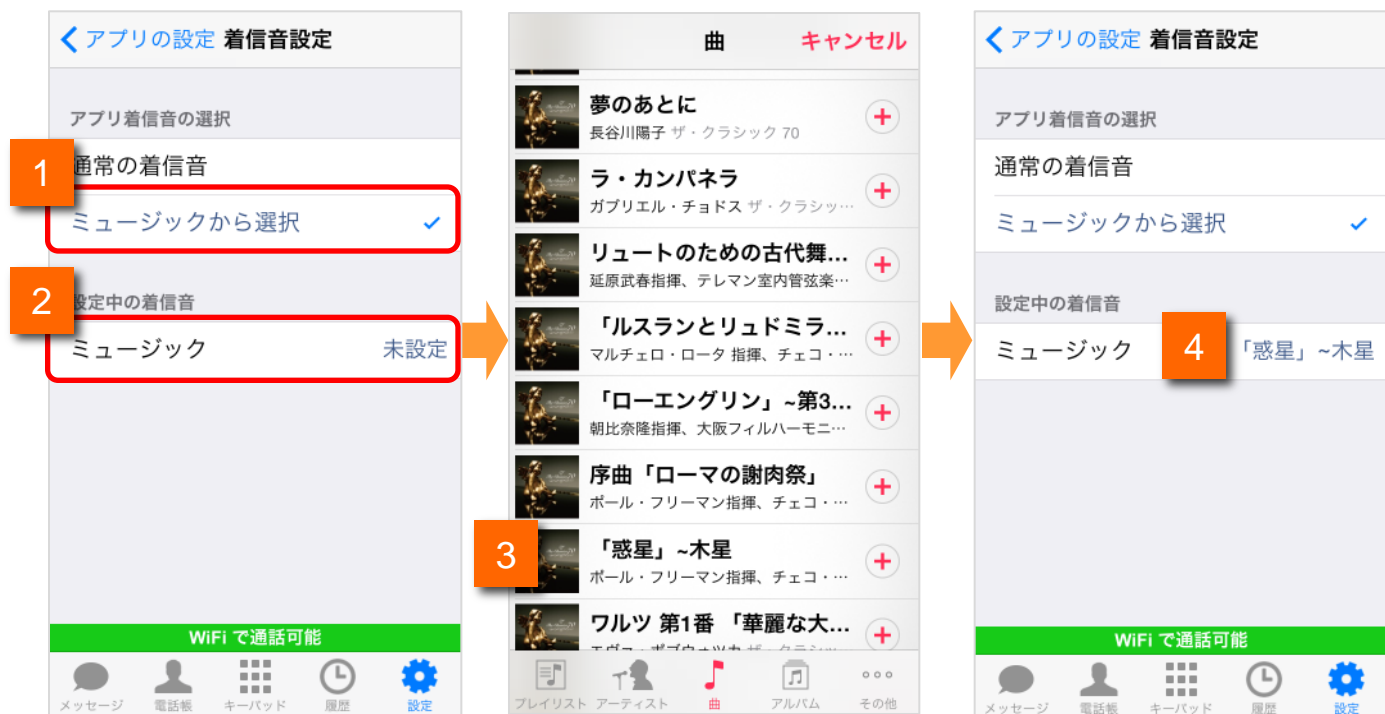 アプリの設定 着信音設定
アプリ着信音の選択
1
通常の着信音
ミュージックから選択
2
設定中の着信音
ミュージック 未設定
WiFi で通話可能
メッセージ 電話帳 キーパッド 履歴 設定
曲 キャンセル
夢のあとに
長谷川陽子 ザ・クラシック 70
ラ・カンパネラ
ガブリエル・チョドス ザ・クラシッ…
リュートのための古代舞…
延原武春指揮、テレマン室内管弦楽…
「ルスランとリュドミラ…
マルチェロ・ロータ 指揮、チェコ・…
「ローエングリン」~第3…
朝比奈隆指揮、大阪フィルハーモニ…
序曲「ローマの謝肉祭」
ポール・フリーマン指揮、チェコ・…
3
「惑星」~木星
ポール・フリーマン指揮、チェコ・…
ワルツ 第1番 「華麗な大…
プレイリスト アーティスト 曲 アルバム その他
アプリの設定 着信音設定
アプリ着信音の選択
通常の着信音
ミュージックから選択
設定中の着信音
ミュージック 4 「惑星」~木星
WiFi で通話可能
メッセージ 電話帳 キーパッド 履歴 設定